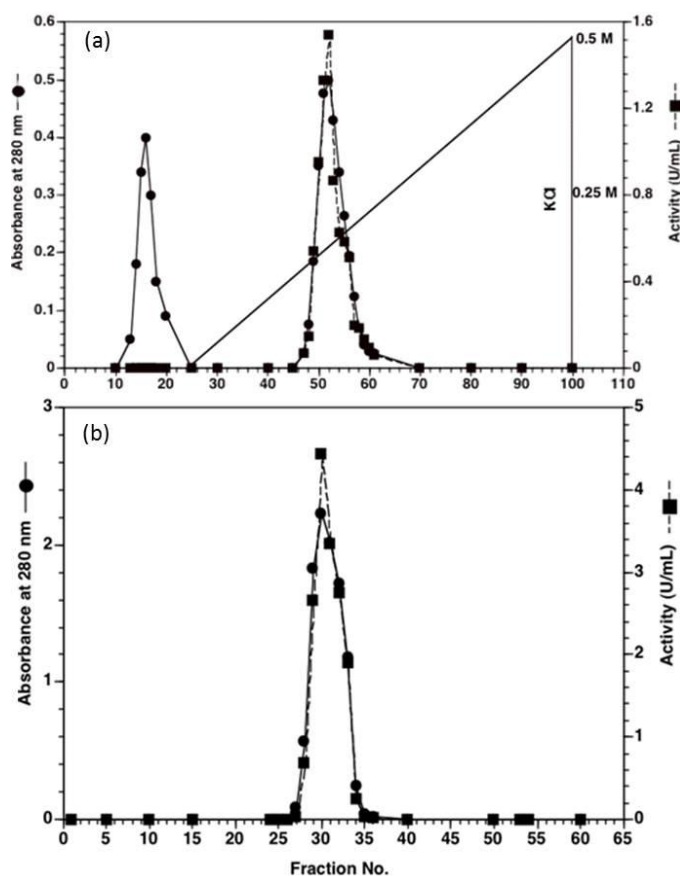 (a)
Absorbance at 280 nm
0.6
0.5
0.4
0.3
0.2
0.1
0
0.5 M
0.25 M
κα
1.6
1.2
0.8
0.4
0
Activity (U/mL)
0 10 20 30 40 50 60 70 80 90 100 110
(b)
Absorbance at 280 nm
3
2
1
0
5
4
3
2
1
0
Activity (U/mL)
0 5 10 15 20 25 30 35 40 45 50 55 60 65
Fraction No.